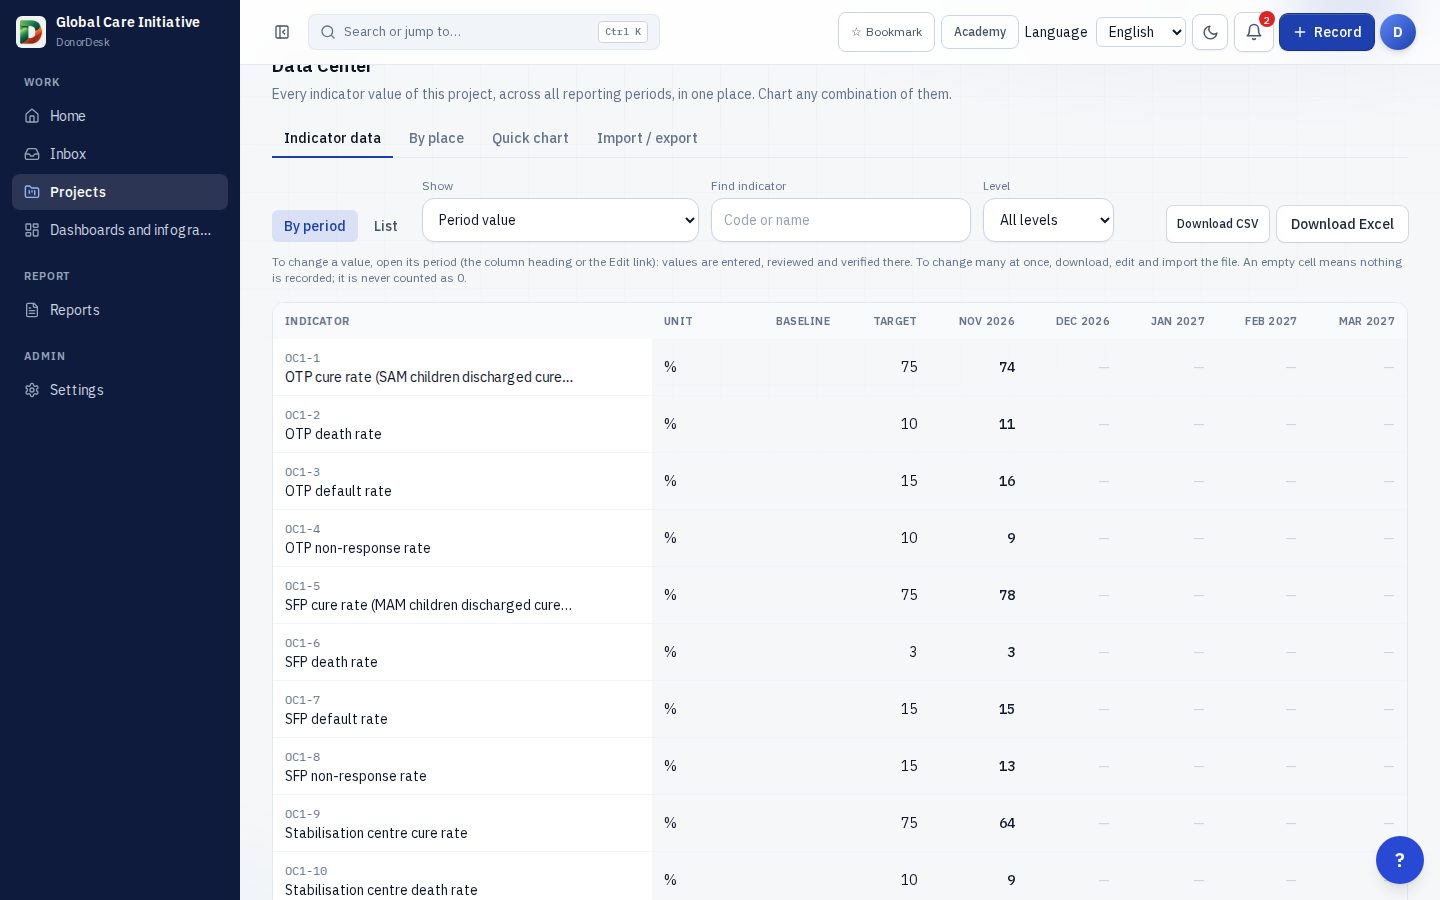 Global Care Initiative
DonorDesk
Search or jump to…
Ctrl K
☆ Bookmark
Academy
Language
English
2
+ Record
D
WORK
Home
Inbox
Projects
Dashboards and infogra…
REPORT
Reports
ADMIN
Settings
Data Center
Every indicator value of this project, across all reporting periods, in one place. Chart any combination of them.
Indicator data
By place
Quick chart
Import / export
By period
List
Show
Period value
Find indicator
Code or name
Level
All levels
Download CSV
Download Excel
To change a value, open its period (the column heading or the Edit link): values are entered, reviewed and verified there. To change many at once, download, edit and import the file. An empty cell means nothing
is recorded; it is never counted as 0.
INDICATOR UNIT BASELINE TARGET NOV 2026 DEC 2026 JAN 2027 FEB 2027 MAR 2027
OC1-1
OTP cure rate (SAM children discharged cure… % 75 74 — — — —
OC1-2
OTP death rate % 10 11 — — — —
OC1-3
OTP default rate % 15 16 — — — —
OC1-4
OTP non-response rate % 10 9 — — — —
OC1-5
SFP cure rate (MAM children discharged cure… % 75 78 — — — —
OC1-6
SFP death rate % 3 3 — — — —
OC1-7
SFP default rate % 15 15 — — — —
OC1-8
SFP non-response rate % 15 13 — — — —
OC1-9
Stabilisation centre cure rate % 75 64 — — — —
OC1-10
Stabilisation centre death rate % 10 9 — — — —
?